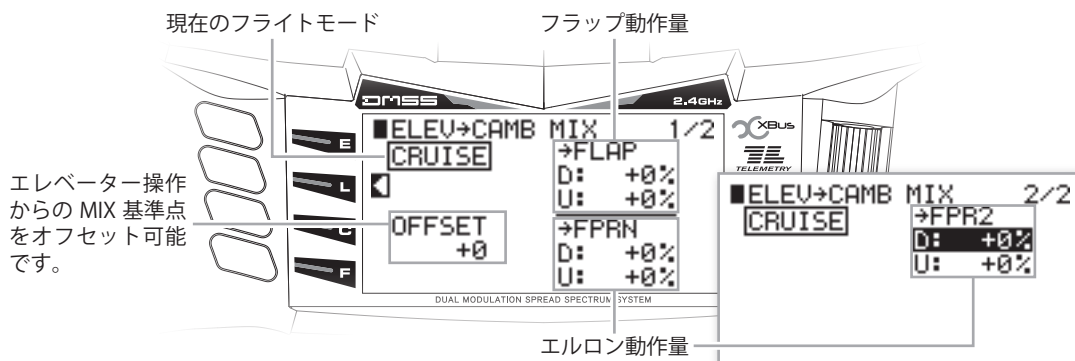 現在のフライトモード
フラップ動作量
DMSS
2.4GHz
■ELEV→CAMB MIX 1/2
CRUISE
→FLAP
D: +0%
U: +0%
OFFSET
+0
→FPRN
D: +0%
U: +0%
E
L
C
F
XBus
TELEMETRY
DUAL MODULATION SPREAD SPECTRUM SYSTEM
エレベーター操作
からの MIX 基準点
をオフセット可能
です。
■ELEV→CAMB MIX 2/2
CRUISE
→FPR2
D: +0%
U: +0%
エルロン動作量